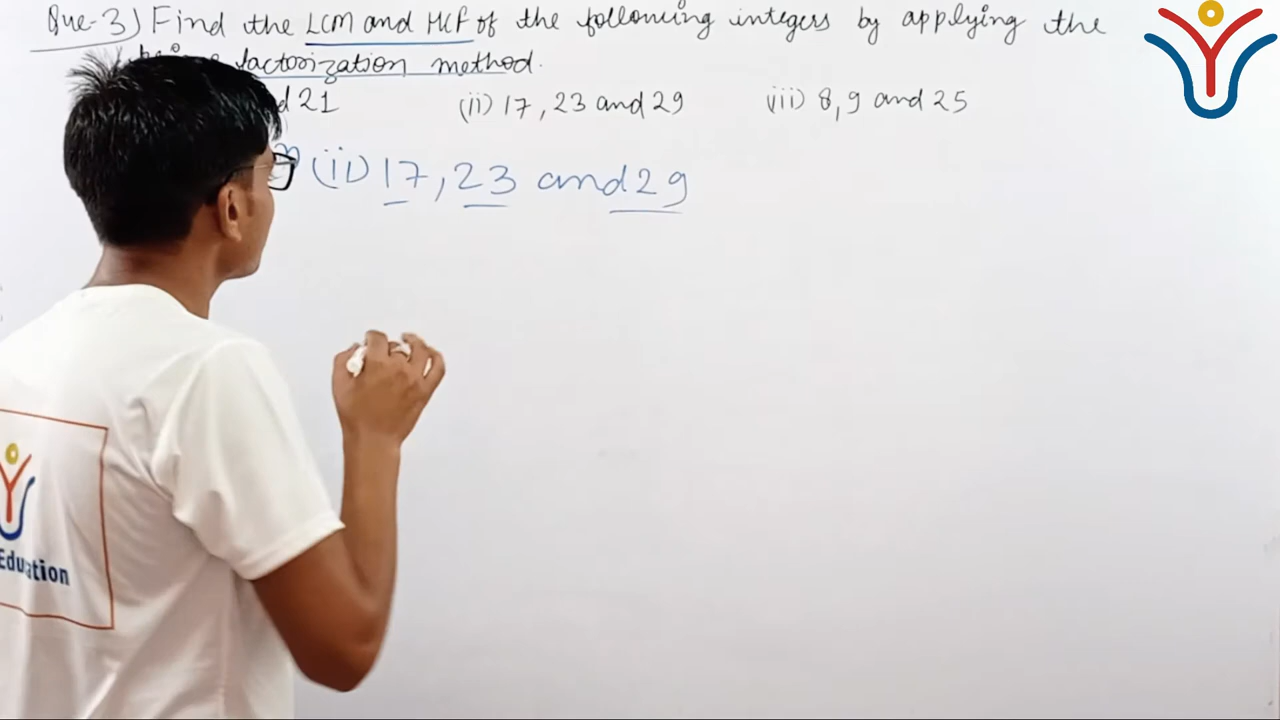 Que-3) Find the LCM and HCF of the following integers by applying the
factorization method.
21 (ii) 17, 23 and 29 (iii) 8, 9 and 25
(ii) 17, 23 and 29
Education